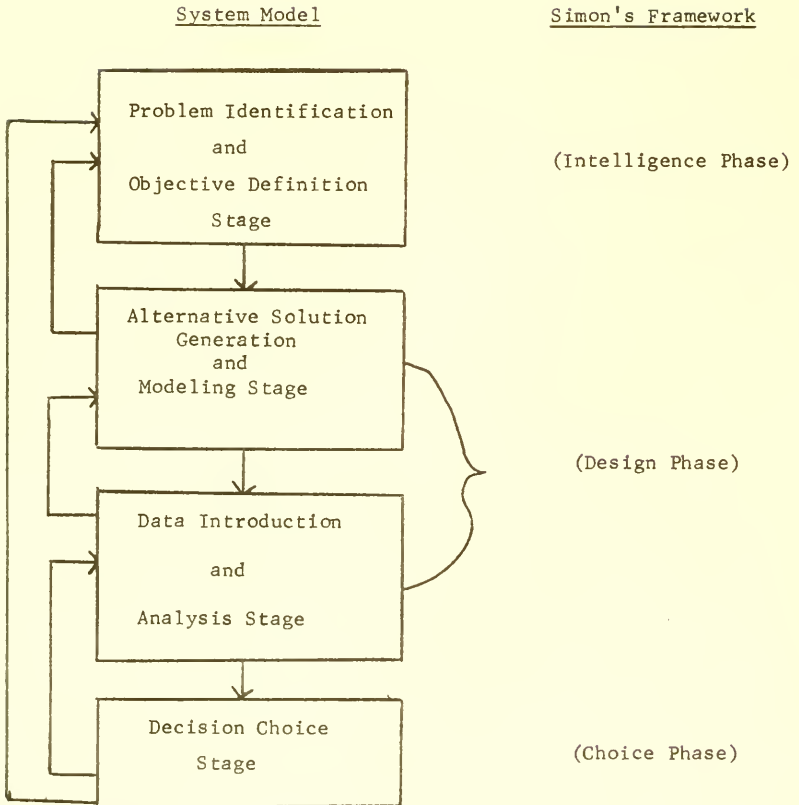 System Model
Simon's Framework
Problem Identification
and
Objective Definition
Stage
(Intelligence Phase)
Alternative Solution
Generation
and
Modeling Stage
(Design Phase)
Data Introduction
and
Analysis Stage
Decision Choice
Stage
(Choice Phase)